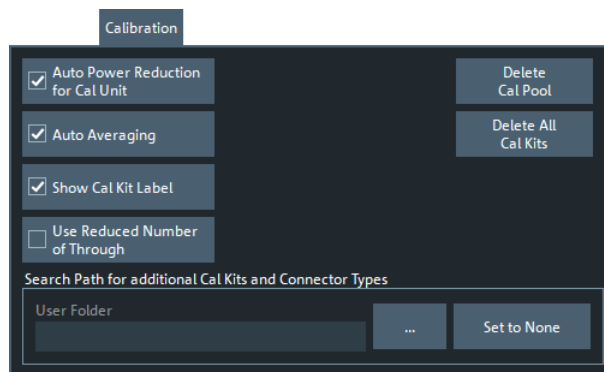 Calibration
Auto Power Reduction
for Cal Unit
Delete
Cal Pool
Auto Averaging
Delete All
Cal Kits
Show Cal Kit Label
Use Reduced Number
of Through
Search Path for additional Cal Kits and Connector Types
User Folder
...
Set to None